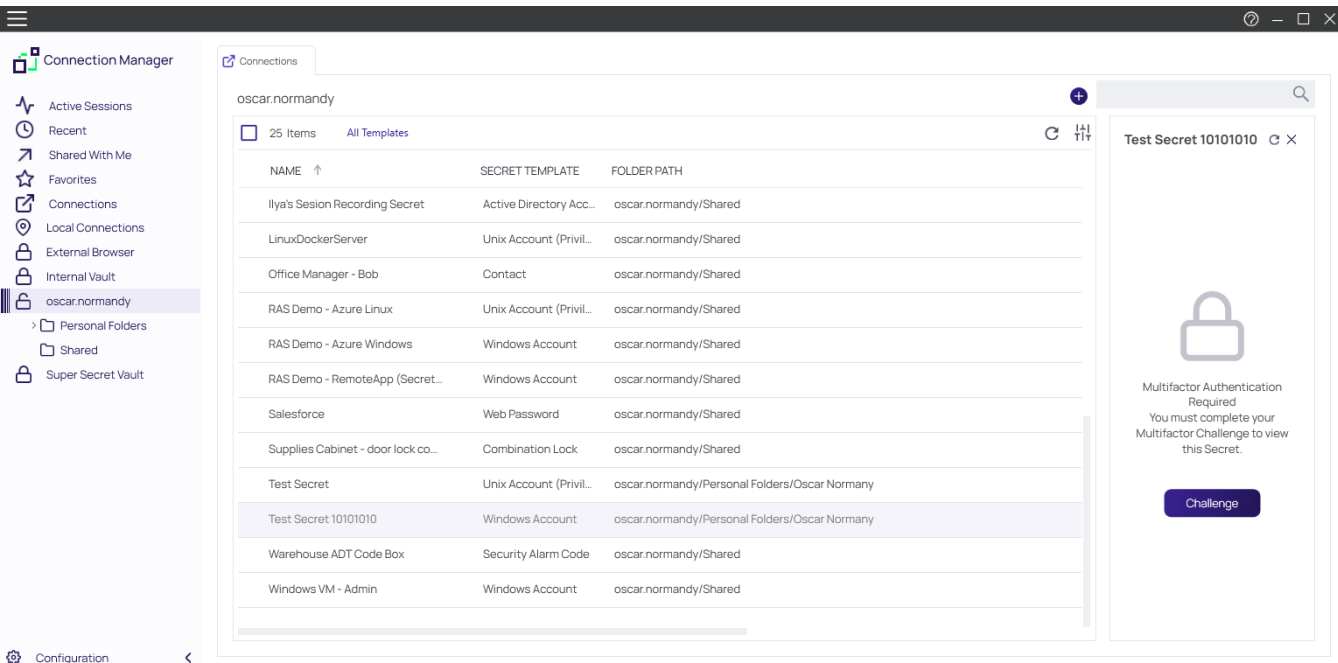 Connection Manager
Active Sessions
Recent
Shared With Me
Favorites
Connections
Local Connections
External Browser
Internal Vault
oscar.normandy
Personal Folders
Shared
Super Secret Vault
Configuration
Connections
oscar.normandy
25 Items All Templates
NAME SECRET TEMPLATE FOLDER PATH
Ilya's Sesion Recording Secret Active Directory Acc... oscar.normandy/Shared
LinuxDockerServer Unix Account (Privil... oscar.normandy/Shared
Office Manager - Bob Contact oscar.normandy/Shared
RAS Demo - Azure Linux Unix Account (Privil... oscar.normandy/Shared
RAS Demo - Azure Windows Windows Account oscar.normandy/Shared
RAS Demo - RemoteApp (Secret... Windows Account oscar.normandy/Shared
Salesforce Web Password oscar.normandy/Shared
Supplies Cabinet - door lock co... Combination Lock oscar.normandy/Shared
Test Secret Unix Account (Privil... oscar.normandy/Personal Folders/Oscar Normany
Test Secret 10101010 Windows Account oscar.normandy/Personal Folders/Oscar Normany
Warehouse ADT Code Box Security Alarm Code oscar.normandy/Shared
Windows VM - Admin Windows Account oscar.normandy/Shared
Test Secret 10101010
Multifactor Authentication
Required
You must complete your
Multifactor Challenge to view
this Secret.
Challenge